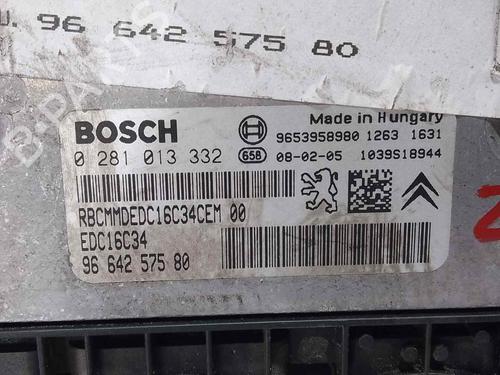 96 642 575 80
BOSCH
Made in Hungary
9653958980 1263 1631
0 281 013 332
658
08-02-05
1039S18944
RBCMMDEDC16C34CEM 00
EDC16C34
96 642 575 80